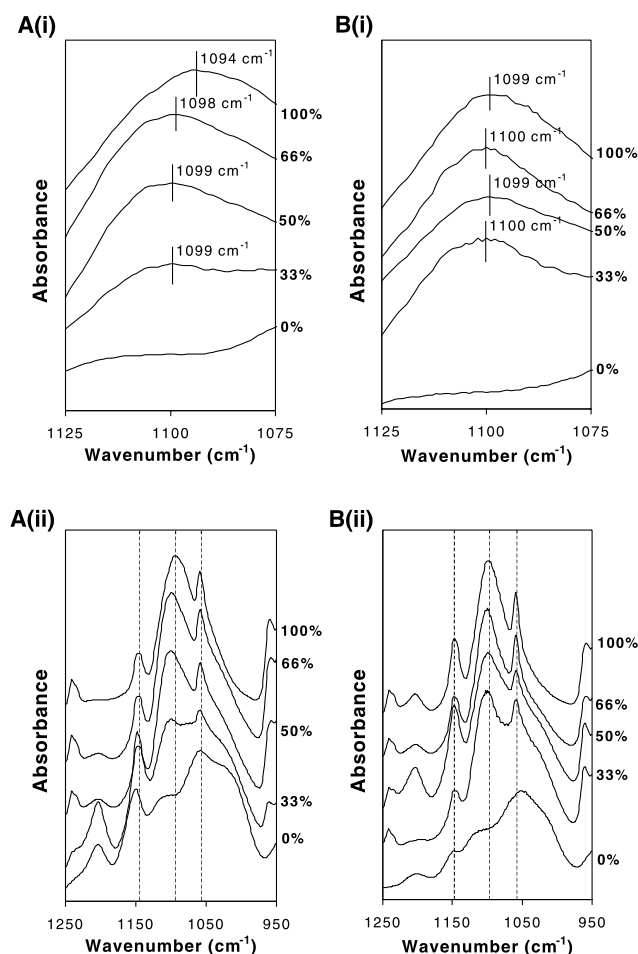 A(i)
1094 cm-1
1098 cm-1
1099 cm-1
1099 cm-1
100%
66%
50%
33%
0%
Absorbance
1125 1100 1075
Wavenumber (cm-1)
B(i)
1099 cm-1
1100 cm-1
1099 cm-1
1100 cm-1
100%
66%
50%
33%
0%
Absorbance
1125 1100 1075
Wavenumber (cm-1)
A(ii)
100%
66%
50%
33%
0%
Absorbance
1250 1150 1050 950
Wavenumber (cm-1)
B(ii)
100%
66%
50%
33%
0%
Absorbance
1250 1150 1050 950
Wavenumber (cm-1)